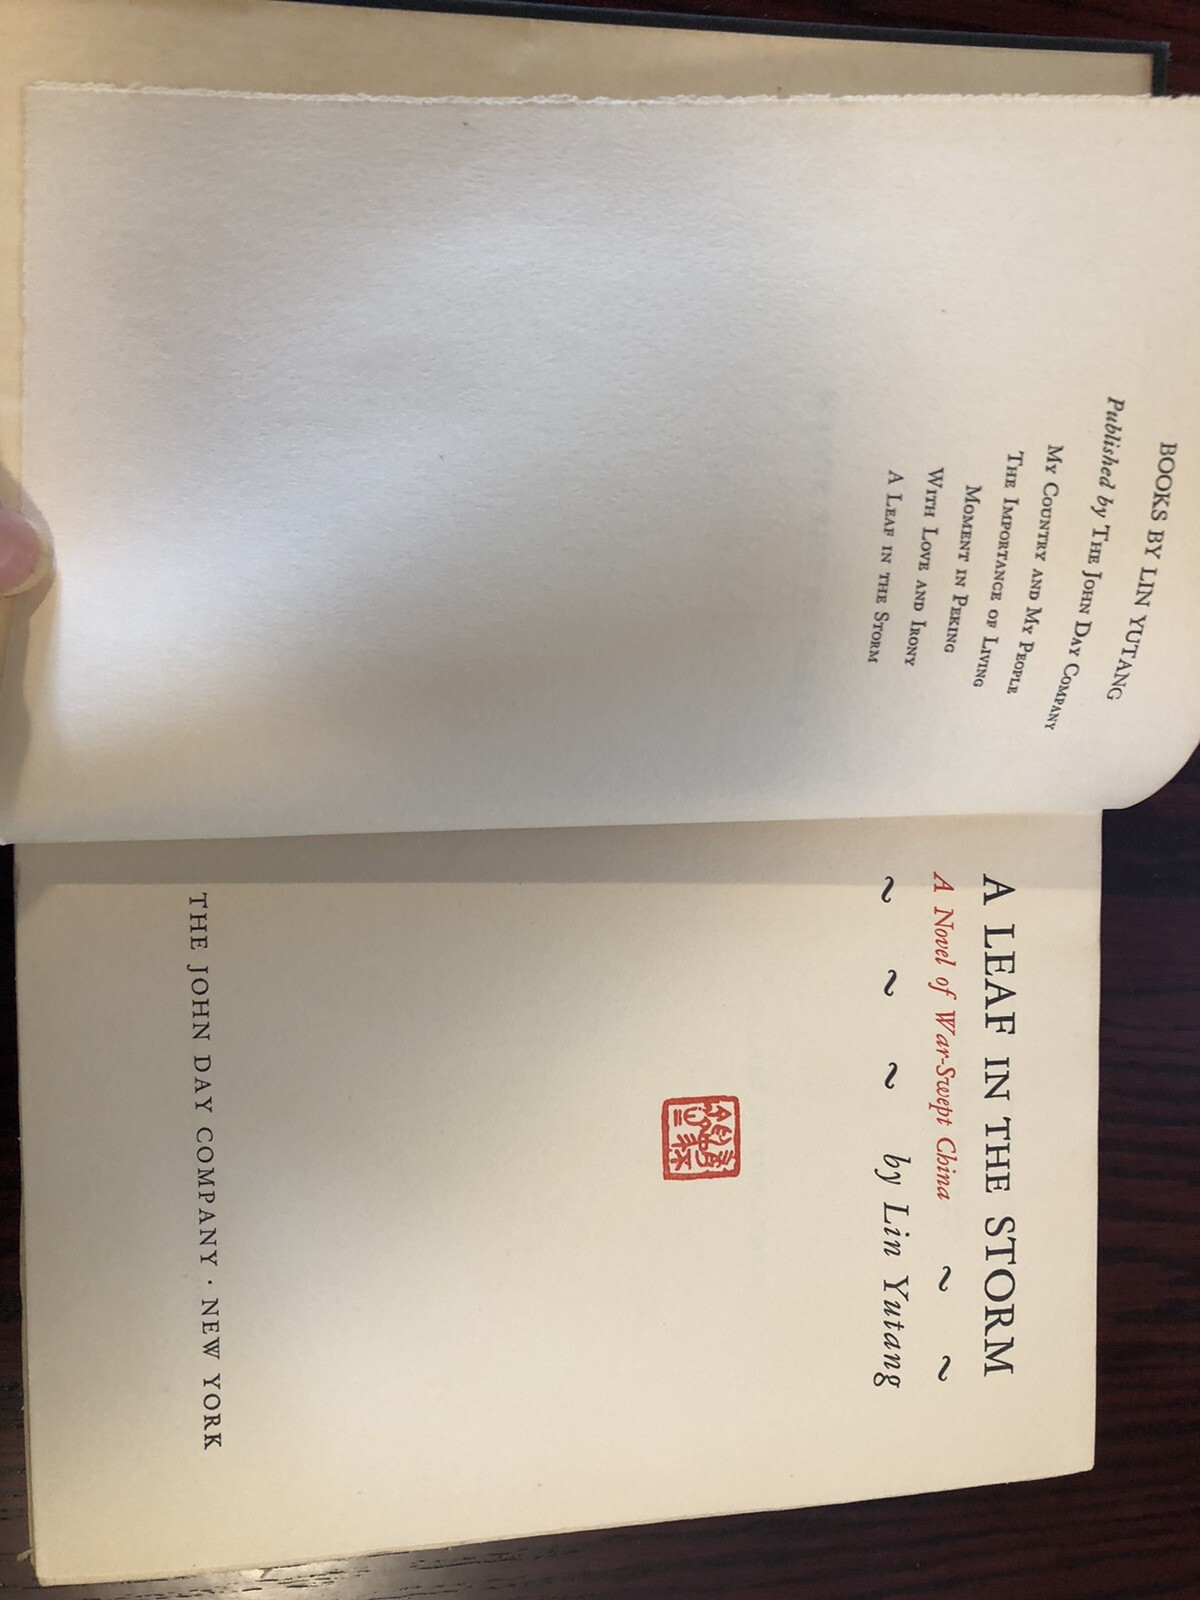 BOOKS BY LIN YUTANG
Published by THE JOHN DAY COMPANY
MY COUNTRY AND MY PEOPLE
THE IMPORTANCE OF LIVING
MOMENT IN PEKING
WITH LOVE AND IRONY
A LEAF IN THE STORM
A LEAF IN THE STORM
A Novel of War-Swept China ~ ~
~ ~ ~ by Lin Yutang
THE JOHN DAY COMPANY · NEW YORK